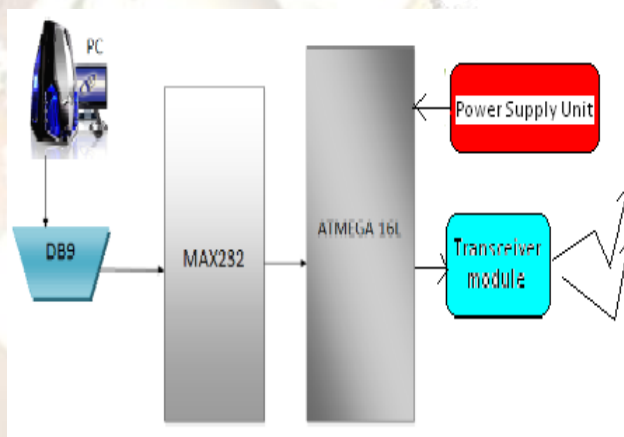 PC
DB9
MAX232
ATMEGA 16L
Power Supply Unit
Transceiver
module